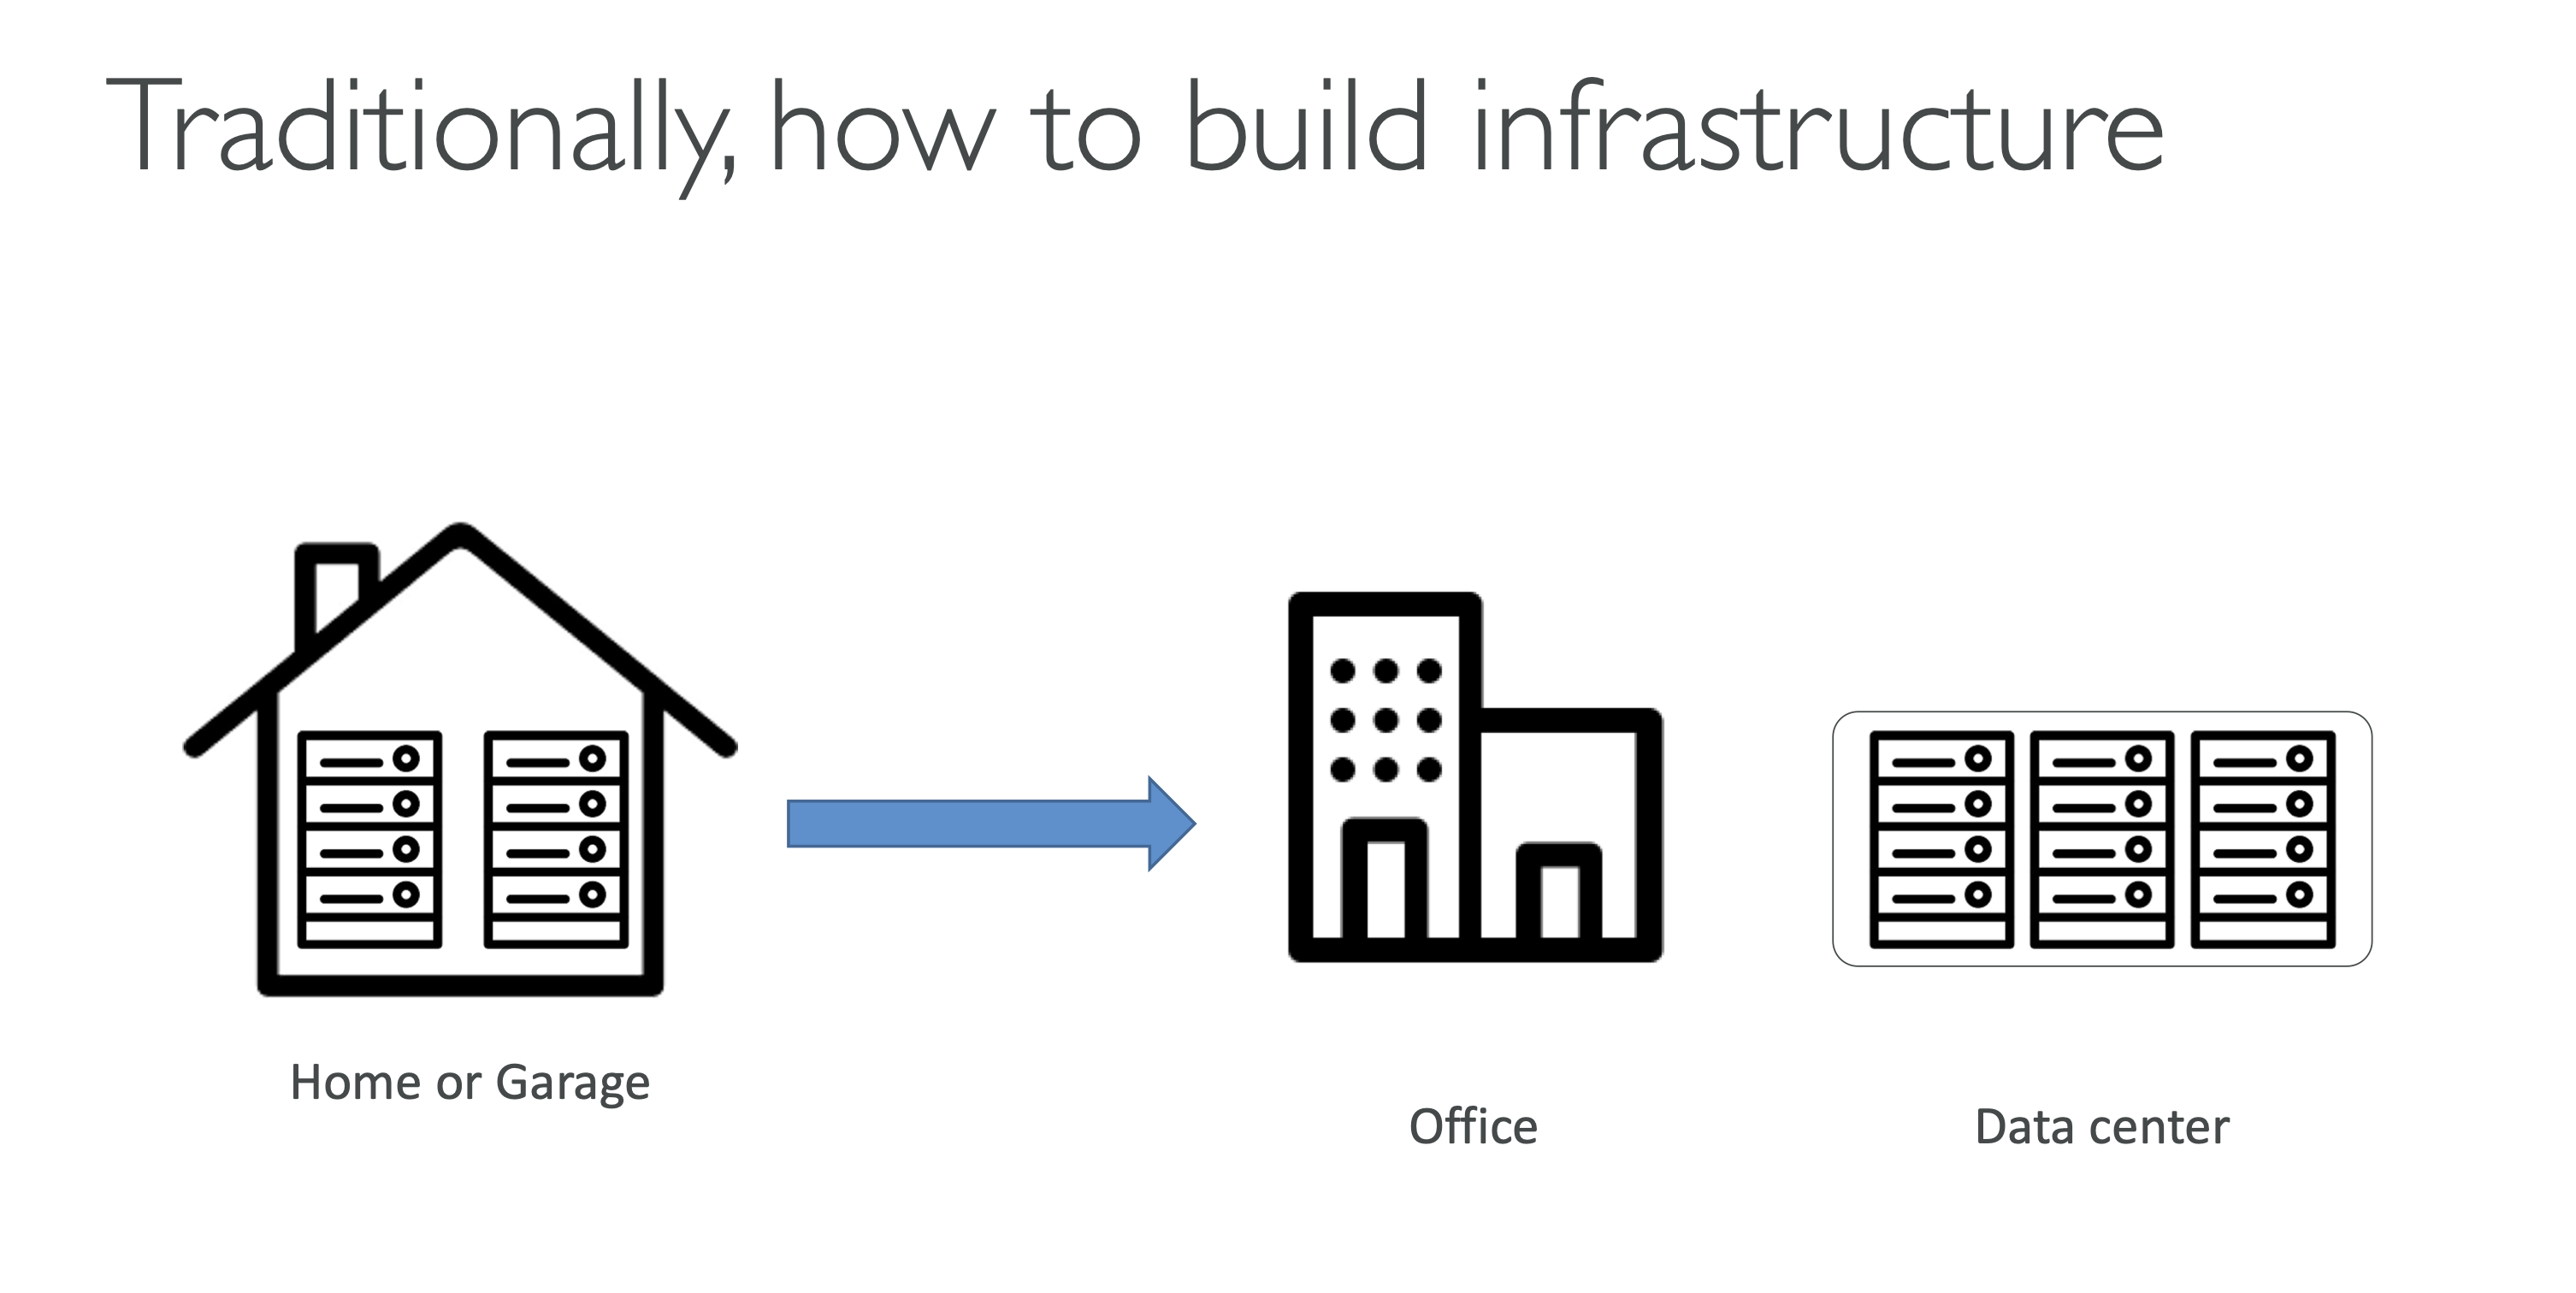 Traditionally, how to build infrastructure
Home or Garage
Office
Data center